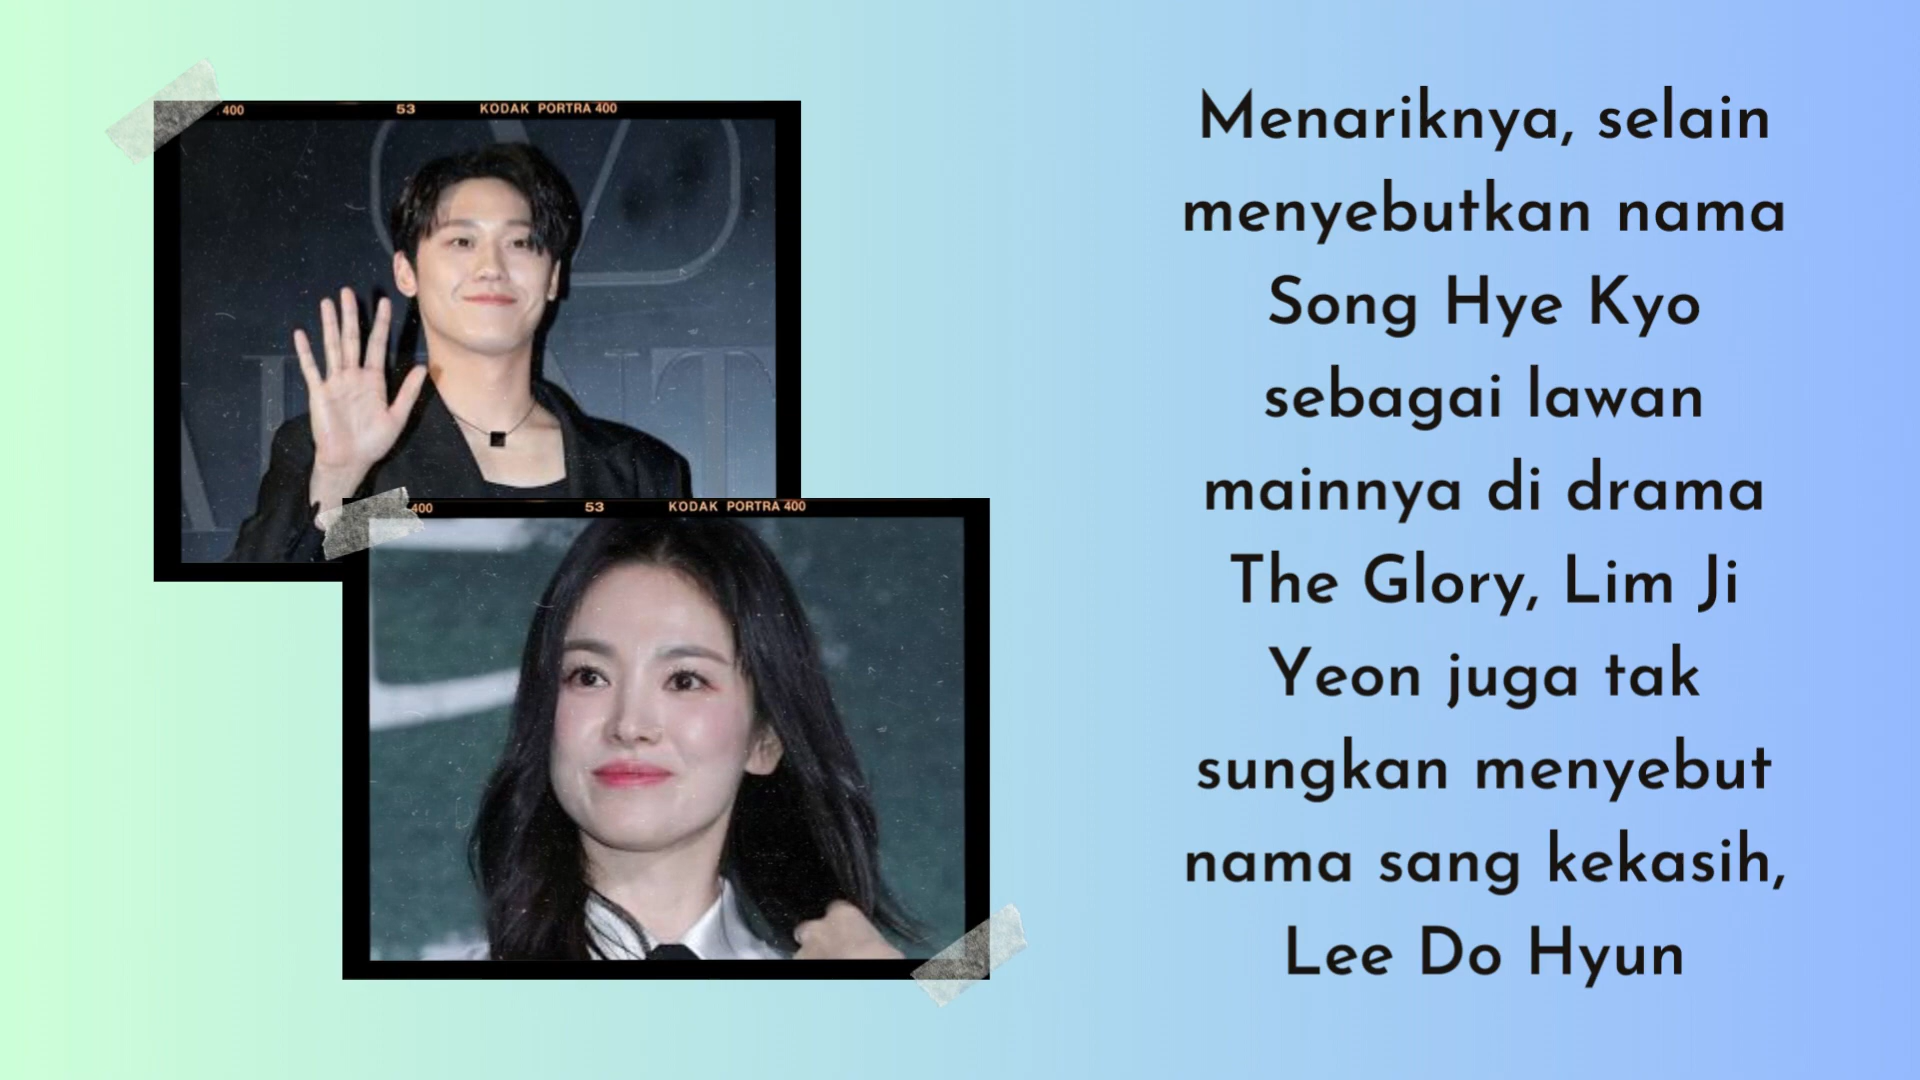 400 53 KODAK PORTRA 400
400 53 KODAK PORTRA 400
Menariknya, selain
menyebutkan nama
Song Hye Kyo
sebagai lawan
mainnya di drama
The Glory, Lim Ji
Yeon juga tak
sungkan menyebut
nama sang kekasih,
Lee Do Hyun